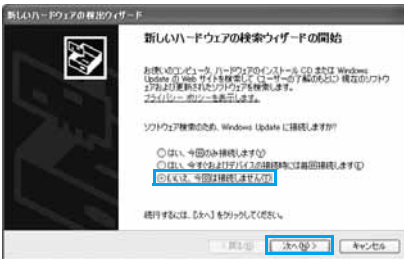 新しいハードウェアの検出ウィザード
新しいハードウェアの検索ウィザードの開始
お使いのコンピュータ、ハードウェアのインストール CD または Windows
Update の Web サイトを検索して (ユーザーの了解のもとに) 現在のソフトウ
ェアおよび更新されたソフトウェアを検索します。
プライバシー ポリシーを表示します。
ソフトウェア検索のため、Windows Update に接続しますか?
はい、今回のみ接続します(Y)
はい、今すぐおよびデバイスの接続時には毎回接続します(E)
いいえ、今回は接続しません(T)
続行するには、[次へ] をクリックしてください。
< 戻る(B)
次へ(N) >
キャンセル